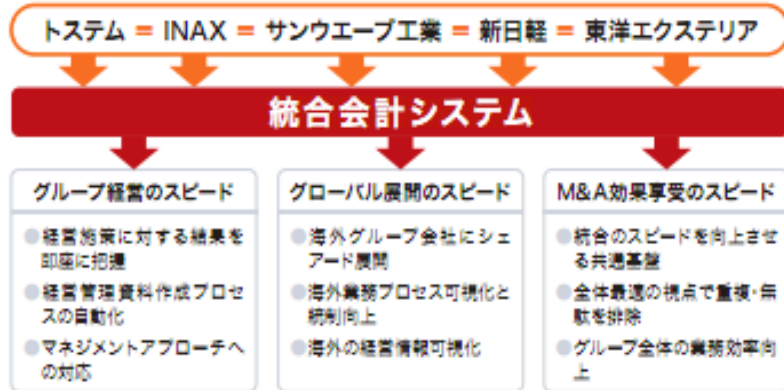 トステム = INAX = サンウエーブ工業 = 新日軽 = 東洋エクステリア
統合会計システム
グループ経営のスピード
●経営施策に対する結果を
即座に把握
●経営管理資料作成プロセ
スの自動化
●マネジメントアプローチへ
の対応
グローバル展開のスピード
●海外グループ会社にシェ
アード展開
●海外業務プロセス可視化と
統制向上
●海外の経営情報可視化
M&A効果享受のスピード
●統合のスピードを向上させ
る共通基盤
●全体最適の視点で重複・無
駄を排除
●グループ全体の業務効率向
上